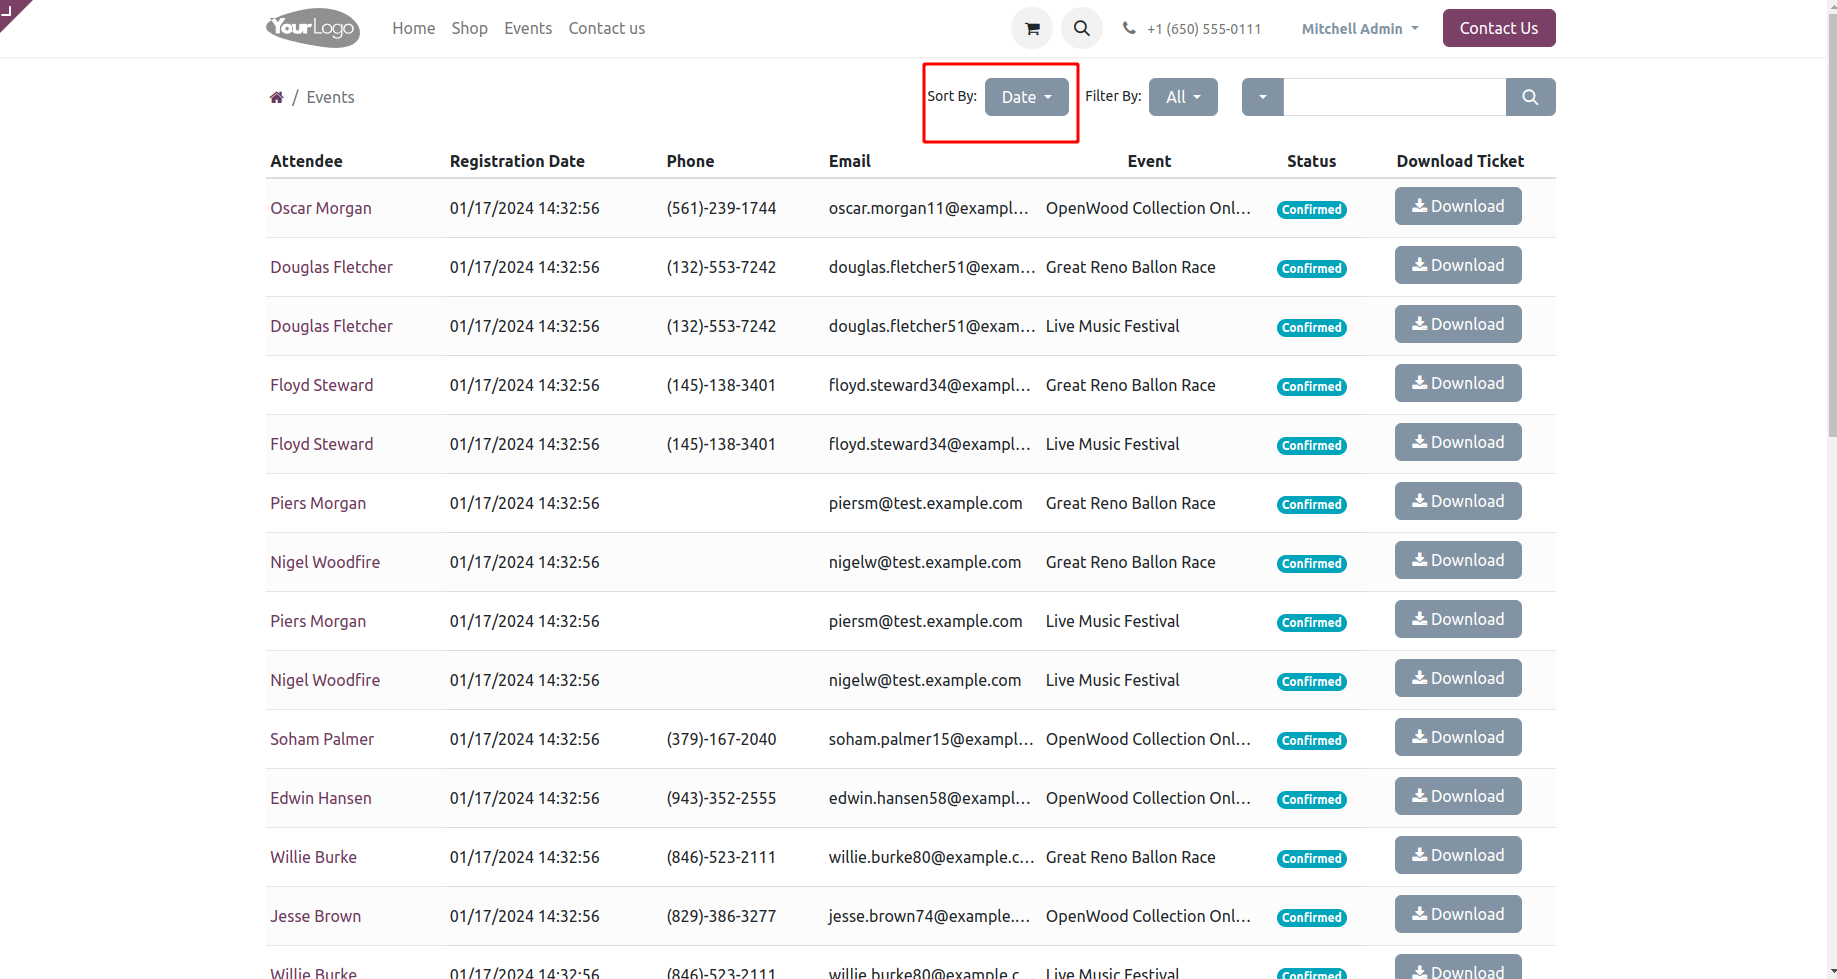 YourLogo Home Shop Events Contact us +1 (650) 555-0111 Mitchell Admin Contact Us
/ Events Sort By: Date Filter By: All
Attendee Registration Date Phone Email Event Status Download Ticket
Oscar Morgan 01/17/2024 14:32:56 (561)-239-1744 oscar.morgan11@exampl... OpenWood Collection Onl... Confirmed Download
Douglas Fletcher 01/17/2024 14:32:56 (132)-553-7242 douglas.fletcher51@exam... Great Reno Ballon Race Confirmed Download
Douglas Fletcher 01/17/2024 14:32:56 (132)-553-7242 douglas.fletcher51@exam... Live Music Festival Confirmed Download
Floyd Steward 01/17/2024 14:32:56 (145)-138-3401 floyd.steward34@exampl... Great Reno Ballon Race Confirmed Download
Floyd Steward 01/17/2024 14:32:56 (145)-138-3401 floyd.steward34@exampl... Live Music Festival Confirmed Download
Piers Morgan 01/17/2024 14:32:56 piersm@test.example.com Great Reno Ballon Race Confirmed Download
Nigel Woodfire 01/17/2024 14:32:56 nigelw@test.example.com Great Reno Ballon Race Confirmed Download
Piers Morgan 01/17/2024 14:32:56 piersm@test.example.com Live Music Festival Confirmed Download
Nigel Woodfire 01/17/2024 14:32:56 nigelw@test.example.com Live Music Festival Confirmed Download
Soham Palmer 01/17/2024 14:32:56 (379)-167-2040 soham.palmer15@exampl... OpenWood Collection Onl... Confirmed Download
Edwin Hansen 01/17/2024 14:32:56 (943)-352-2555 edwin.hansen58@exampl... OpenWood Collection Onl... Confirmed Download
Willie Burke 01/17/2024 14:32:56 (846)-523-2111 willie.burke80@example.c... Great Reno Ballon Race Confirmed Download
Jesse Brown 01/17/2024 14:32:56 (829)-386-3277 jesse.brown74@example.... OpenWood Collection Onl... Confirmed Download
Willie Burke 01/17/2024 14:32:56 (846)-523-2111 willie.burke80@example.c... Live Music Festival Confirmed Download